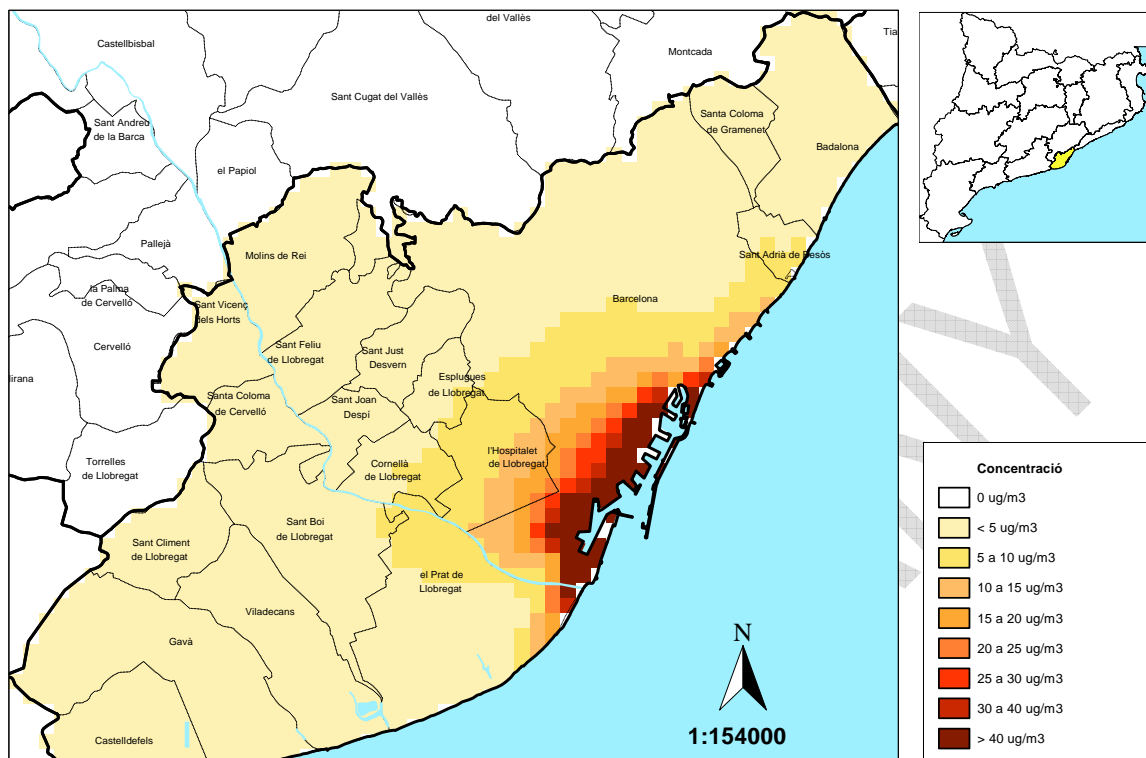 del Vallès
Tia
Castellbisbal
Montcada
Sant Cugat del Vallès
Sant Andreu
de la Barca
Santa Coloma
de Gramenet
Badalona
el Papiol
Pallejà
Molins de Rei
Sant Adrià de Besòs
la Palma
de Cervelló
Sant Vicenç
dels Horts
Barcelona
Cervelló
Sant Feliu
de Llobregat
Sant Just
Desvern
Esplugues
de Llobregat
lirana
Santa Coloma
de Cervelló
Sant Joan
Despí
Torrelles
de Llobregat
Cornellà
de Llobregat
l'Hospitalet
de Llobregat
Sant Boi
de Llobregat
Sant Climent
de Llobregat
el Prat de
Llobregat
Viladecans
Gavà
Castelldefels
N
1:154000
Concentració
0 ug/m3
< 5 ug/m3
5 a 10 ug/m3
10 a 15 ug/m3
15 a 20 ug/m3
20 a 25 ug/m3
25 a 30 ug/m3
30 a 40 ug/m3
> 40 ug/m3